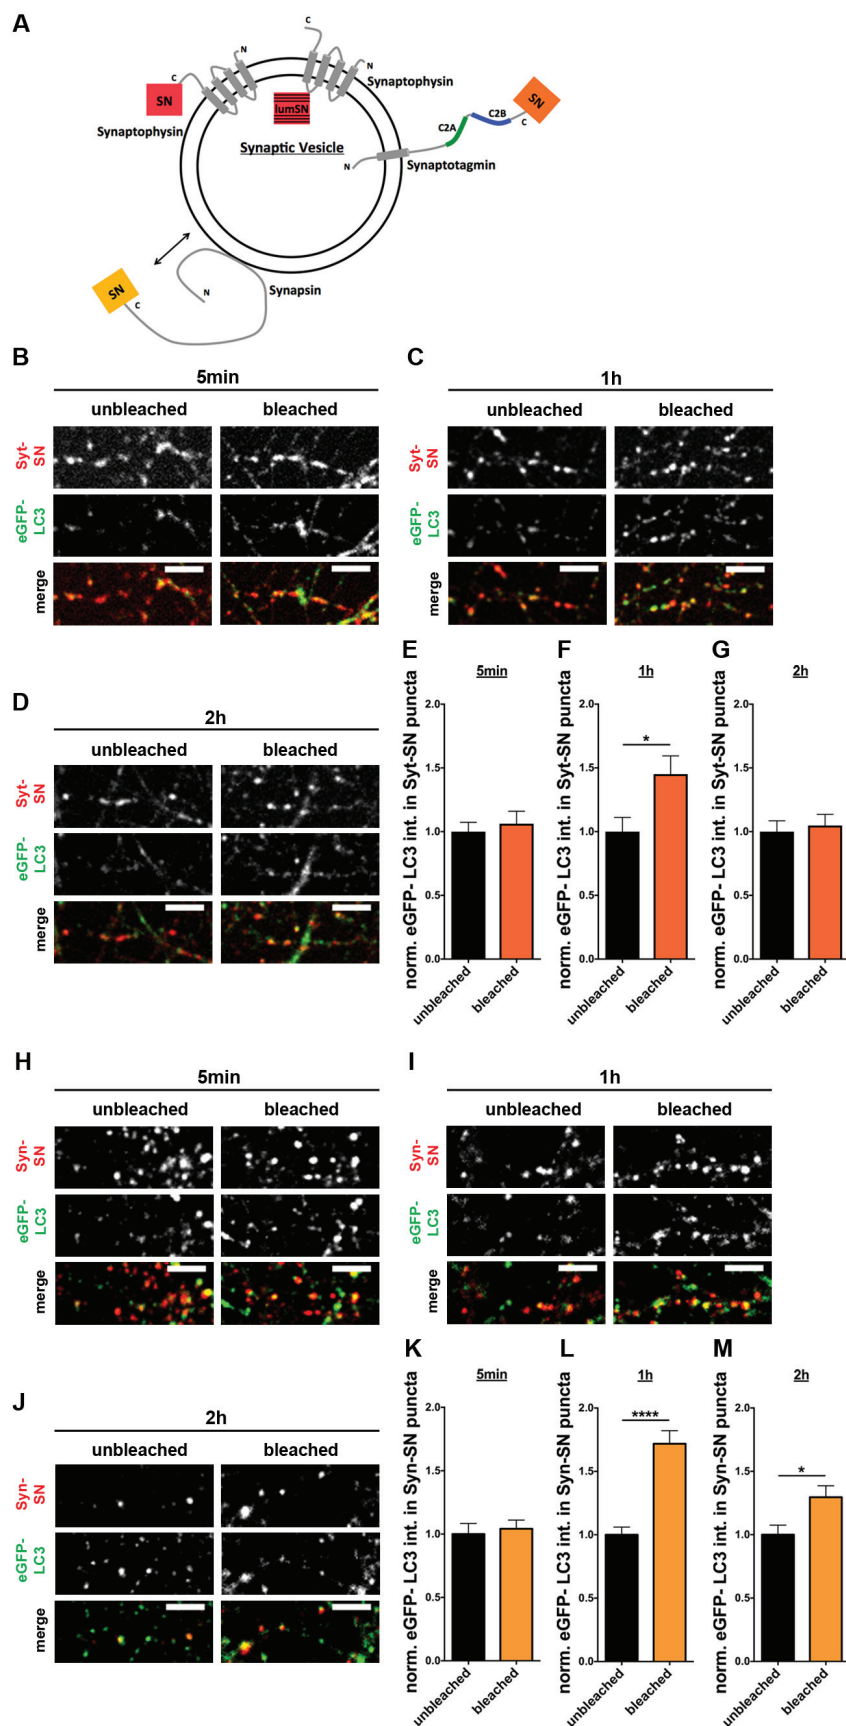 A
C
N
C
N
Synaptophysin
SN
lumSN
SN
Synaptophysin
C2A
C2B
C
Synaptic Vesicle
N
Synaptotagmin
SN
C
N
Synapsin
B
5min
unbleached
bleached
Syt-
SN
eGFP-
LC3
merge
C
1h
unbleached
bleached
Syt-
SN
eGFP-
LC3
merge
D
2h
unbleached
bleached
Syt-
SN
eGFP-
LC3
merge
E
5min
norm. eGFP- LC3 int. in Syt-SN puncta
2.0
1.5
1.0
0.5
0.0
unbleached
bleached
F
1h
norm. eGFP- LC3 int. in Syt-SN puncta
2.0
1.5
1.0
0.5
0.0
*
unbleached
bleached
G
2h
norm. eGFP- LC3 int. in Syt-SN puncta
2.0
1.5
1.0
0.5
0.0
unbleached
bleached
H
5min
unbleached
bleached
Syn-
SN
eGFP-
LC3
merge
I
1h
unbleached
bleached
Syn-
SN
eGFP-
LC3
merge
J
2h
unbleached
bleached
Syn-
SN
eGFP-
LC3
merge
K
5min
norm. eGFP- LC3 int. in Syn-SN puncta
2.0
1.5
1.0
0.5
0.0
unbleached
bleached
L
1h
norm. eGFP- LC3 int. in Syn-SN puncta
2.0
1.5
1.0
0.5
0.0
****
unbleached
bleached
M
2h
norm. eGFP- LC3 int. in Syn-SN puncta
2.0
1.5
1.0
0.5
0.0
*
unbleached
bleached